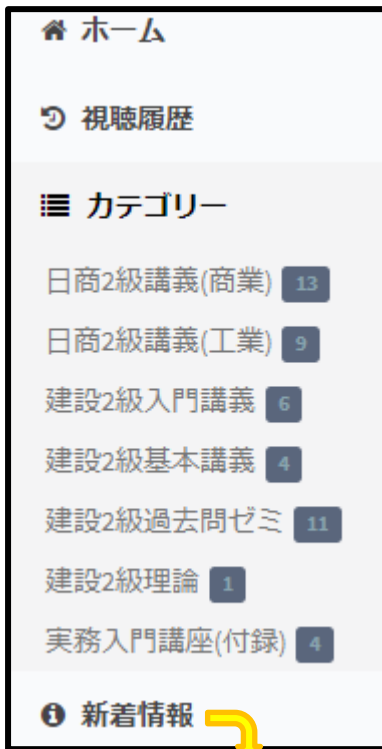 ホーム
視聴履歴
カテゴリー
日商2級講義(商業) 13
日商2級講義(工業) 9
建設2級入門講義 6
建設2級基本講義 4
建設2級過去問ゼミ 11
建設2級理論 1
実務入門講座(付録) 4
新着情報